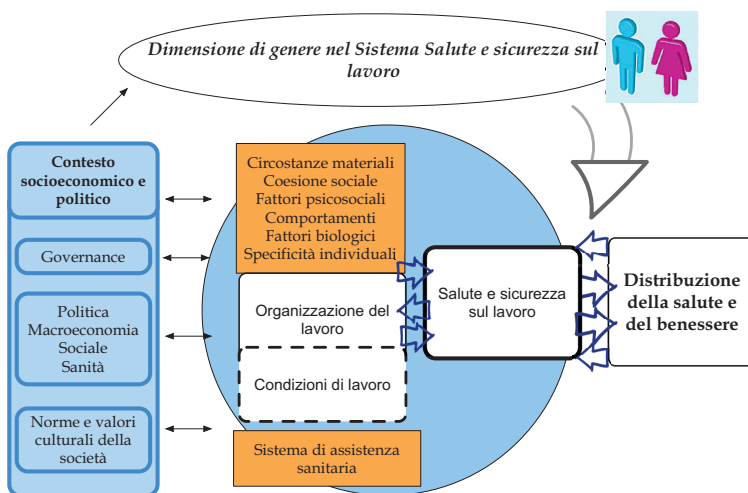 Dimensione di genere nel Sistema Salute e sicurezza sul
lavoro
Contesto
socioeconomico e
politico
Governance
Politica
Macroeconomia
Sociale
Sanità
Norme e valori
culturali della
società
Circostanze materiali
Coesione sociale
Fattori psicosociali
Comportamenti
Fattori biologici
Specificità individuali
Organizzazione del
lavoro
Condizioni di lavoro
Sistema di assistenza
sanitaria
Salute e sicurezza
sul lavoro
Distribuzione
della salute e
del benessere